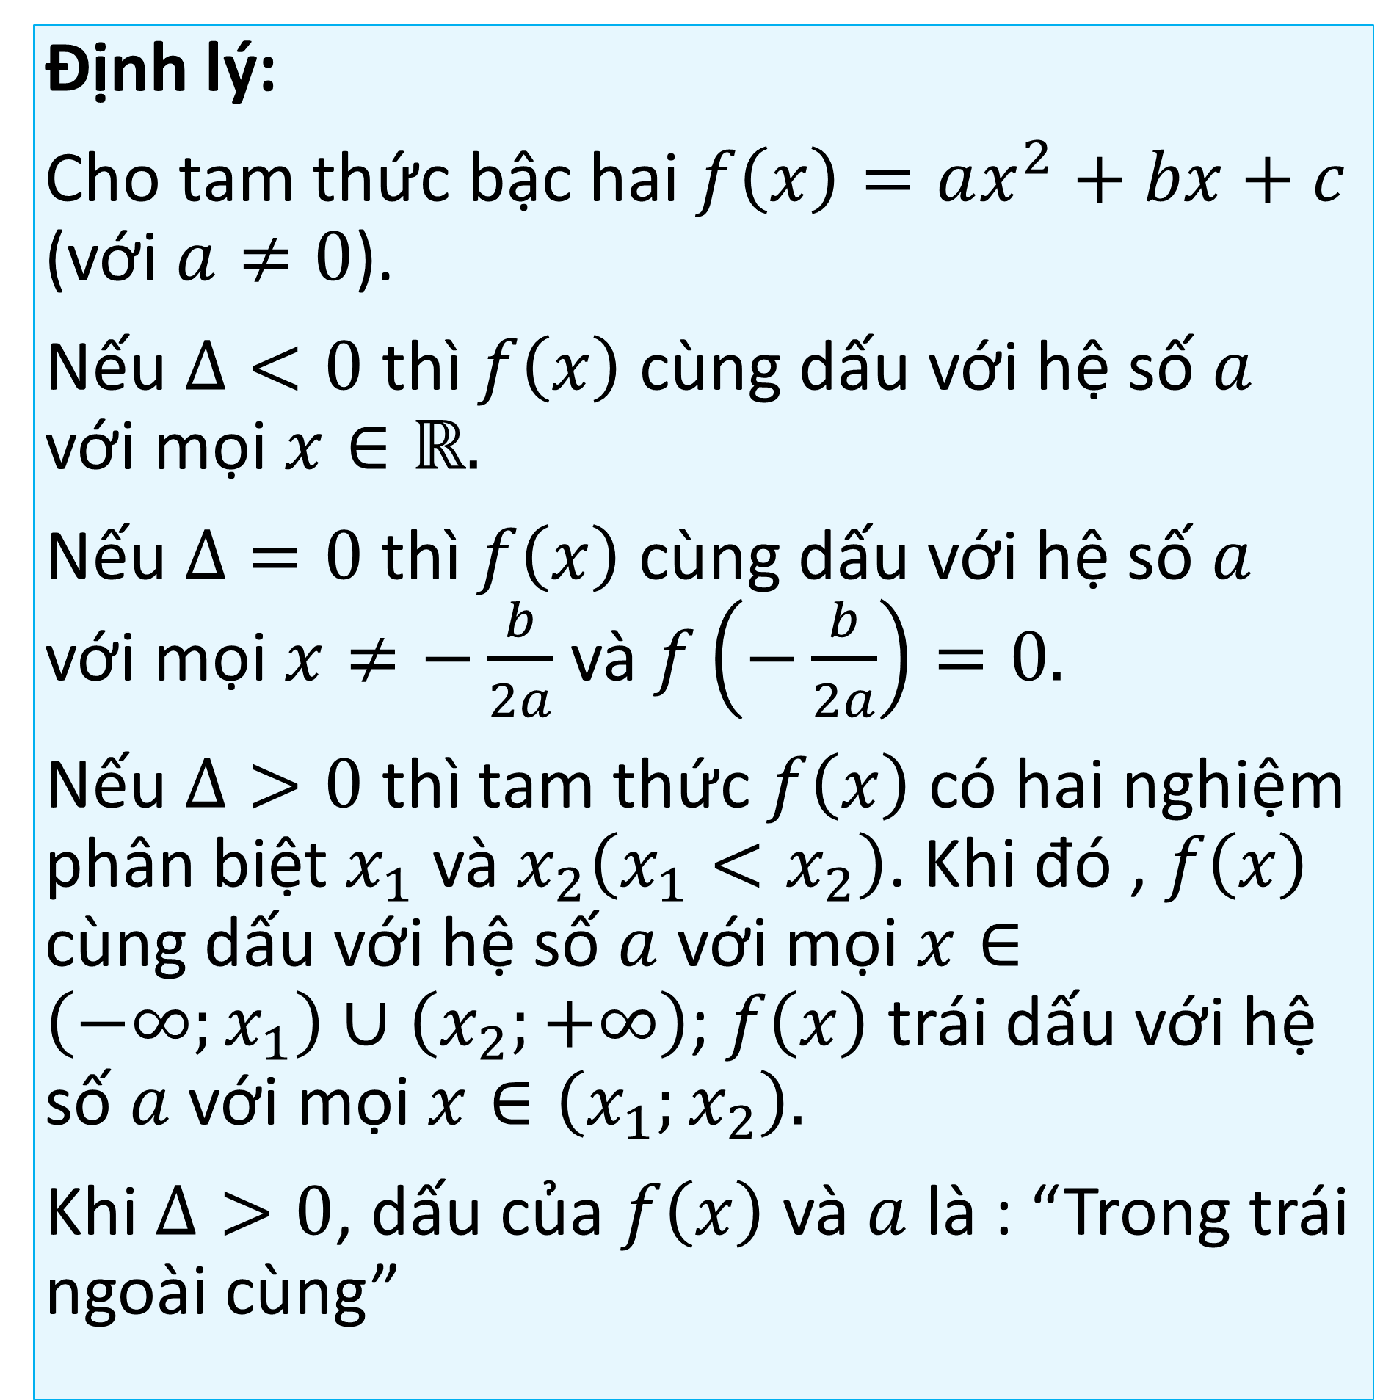 Định lý:
Cho tam thức bậc hai f(x) = ax² + bx + c
(với a ≠ 0).
Nếu Δ < 0 thì f(x) cùng dấu với hệ số a
với mọi x ∈ ℝ.
Nếu Δ = 0 thì f(x) cùng dấu với hệ số a
với mọi x ≠ −b/2a và f(−b/2a) = 0.
Nếu Δ > 0 thì tam thức f(x) có hai nghiệm
phân biệt x₁ và x₂(x₁ < x₂). Khi đó , f(x)
cùng dấu với hệ số a với mọi x ∈
(−∞; x₁) ∪ (x₂; +∞); f(x) trái dấu với hệ
số a với mọi x ∈ (x₁; x₂).
Khi Δ > 0, dấu của f(x) và a là : “Trong trái
ngoài cùng”